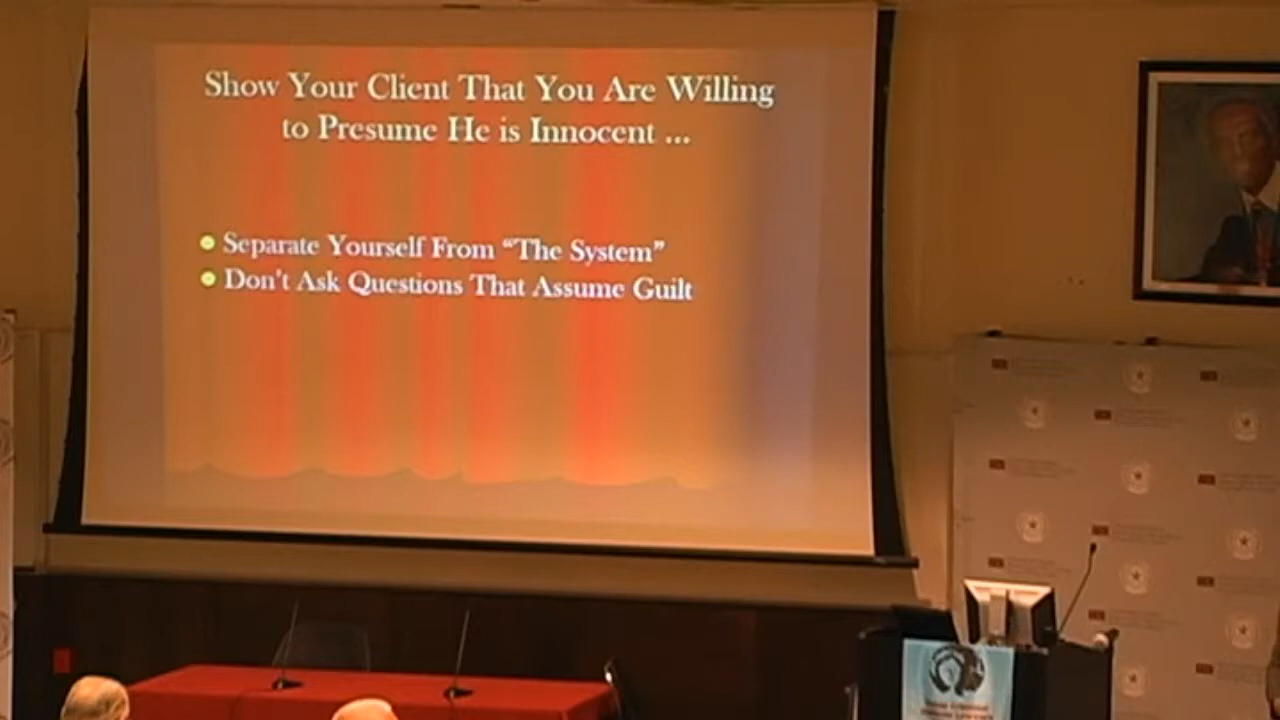 Show Your Client That You Are Willing
to Presume He is Innocent ...
Separate Yourself From “The System”
Don't Ask Questions That Assume Guilt